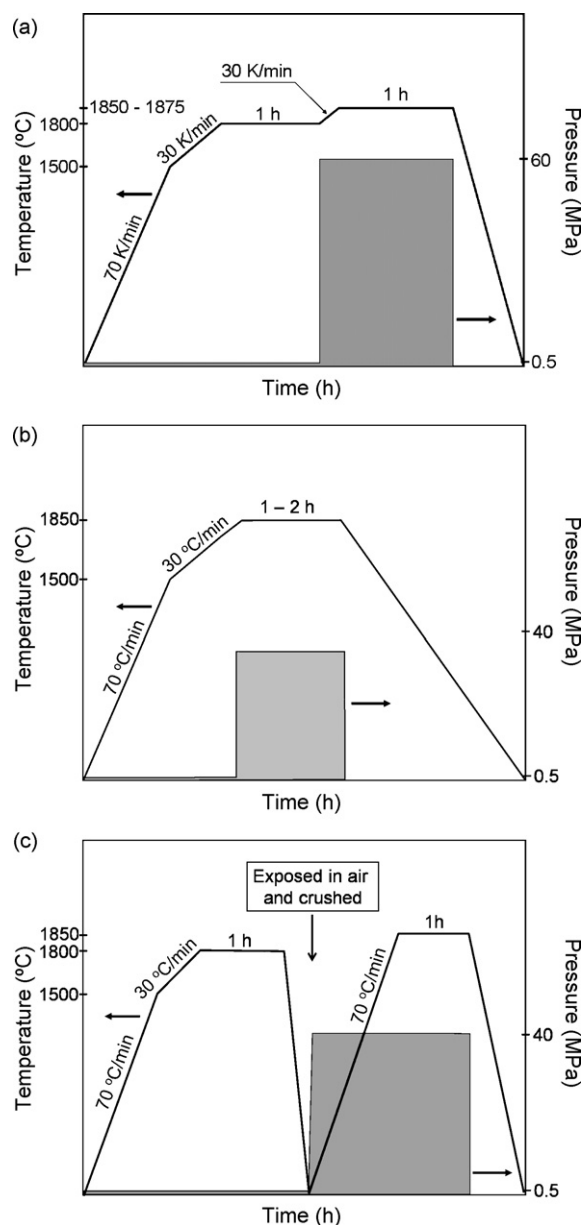 (a)
30 K/min
1850 - 1875
1 h
1 h
1800
30 K/min
1500
60
70 K/min
0.5
Temperature (ºC)
Pressure (MPa)
Time (h)
(b)
1 – 2 h
1850
30 ºC/min
1500
40
70 ºC/min
0.5
Temperature (ºC)
Pressure (MPa)
Time (h)
(c)
Exposed in air
and crushed
1850
1h
1800
1 h
30 ºC/min
70 ºC/min
1500
40
70 ºC/min
0.5
Temperature (ºC)
Pressure (MPa)
Time (h)